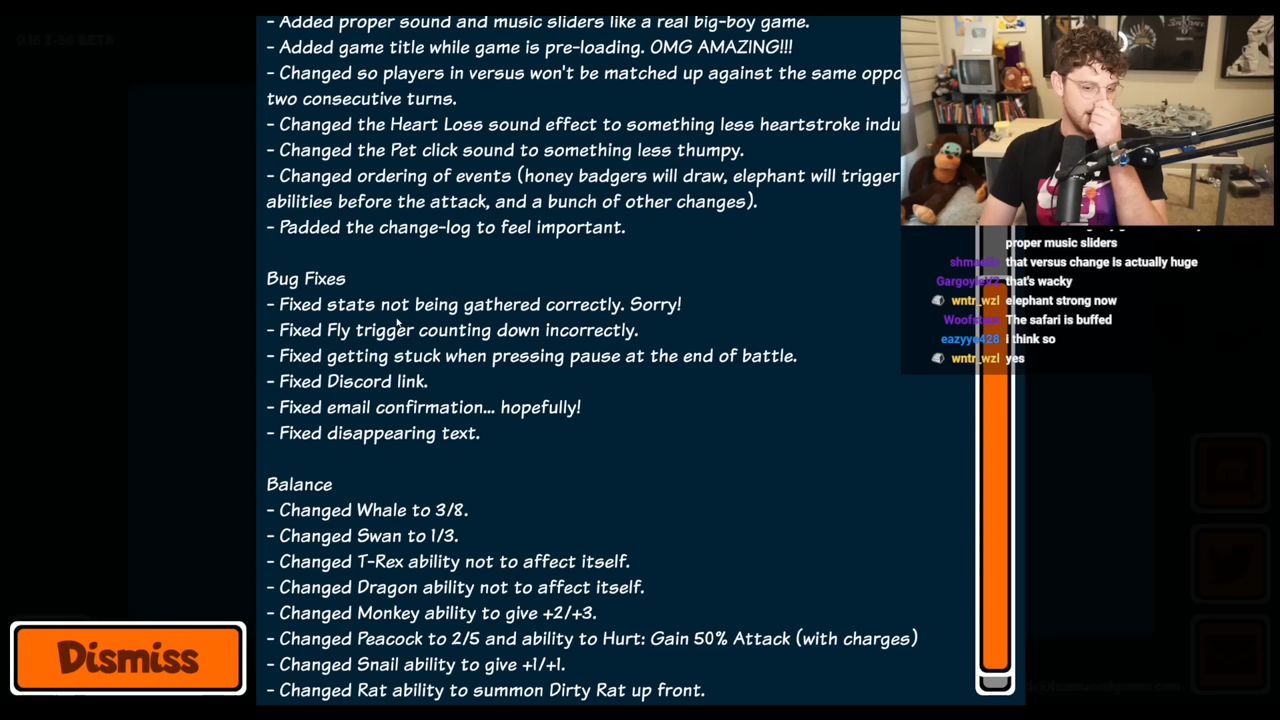 - Added proper sound and music sliders like a real big-boy game.
- Added game title while game is pre-loading. OMG AMAZING!!!
- Changed so players in versus won't be matched up against the same oppo
two consecutive turns.
- Changed the Heart Loss sound effect to something less heartstroke indu
- Changed the Pet click sound to something less thumpy.
- Changed ordering of events (honey badgers will draw, elephant will trigger
abilities before the attack, and a bunch of other changes).
- Padded the change-log to feel important.
Bug Fixes
- Fixed stats not being gathered correctly. Sorry!
- Fixed Fly trigger counting down incorrectly.
- Fixed getting stuck when pressing pause at the end of battle.
- Fixed Discord link.
- Fixed email confirmation... hopefully!
- Fixed disappearing text.
Balance
- Changed Whale to 3/8.
- Changed Swan to 1/3.
- Changed T-Rex ability not to affect itself.
- Changed Dragon ability not to affect itself.
- Changed Monkey ability to give +2/+3.
- Changed Peacock to 2/5 and ability to Hurt: Gain 50% Attack (with charges)
- Changed Snail ability to give +1/+1.
- Changed Rat ability to summon Dirty Rat up front.
Dismiss
proper music sliders
that versus change is actually huge
that's wacky
wntr_wzl elephant strong now
The safari is buffed
eazyye428 I think so
wntr_wzl yes